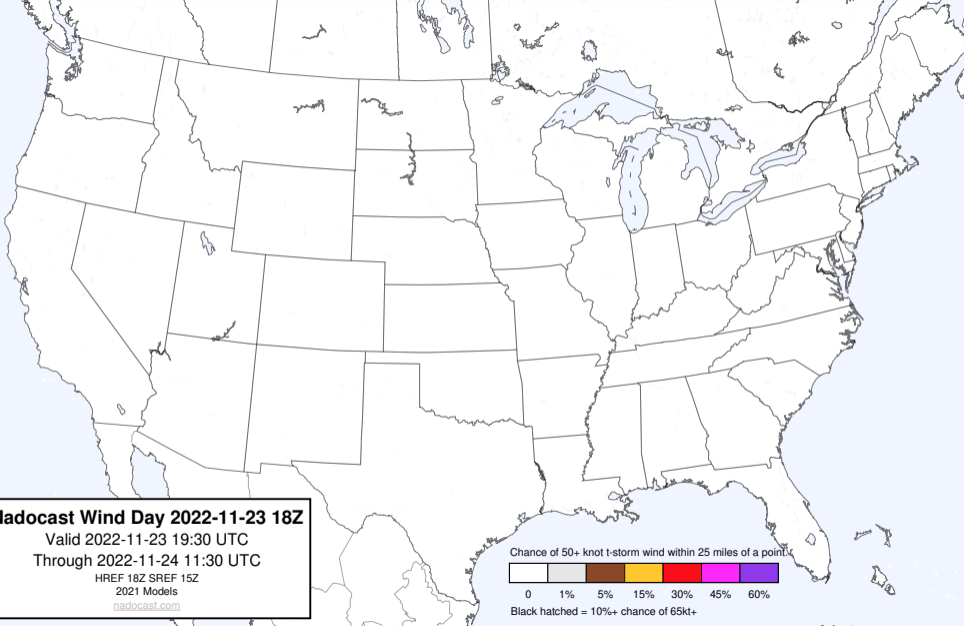 adocast Wind Day 2022-11-23 18Z
Valid 2022-11-23 19:30 UTC
Through 2022-11-24 11:30 UTC
HREF 18Z SREF 15Z
2021 Models
nadocast.com
Chance of 50+ knot t-storm wind within 25 miles of a point.
0 1% 5% 15% 30% 45% 60%
Black hatched = 10%+ chance of 65kt+